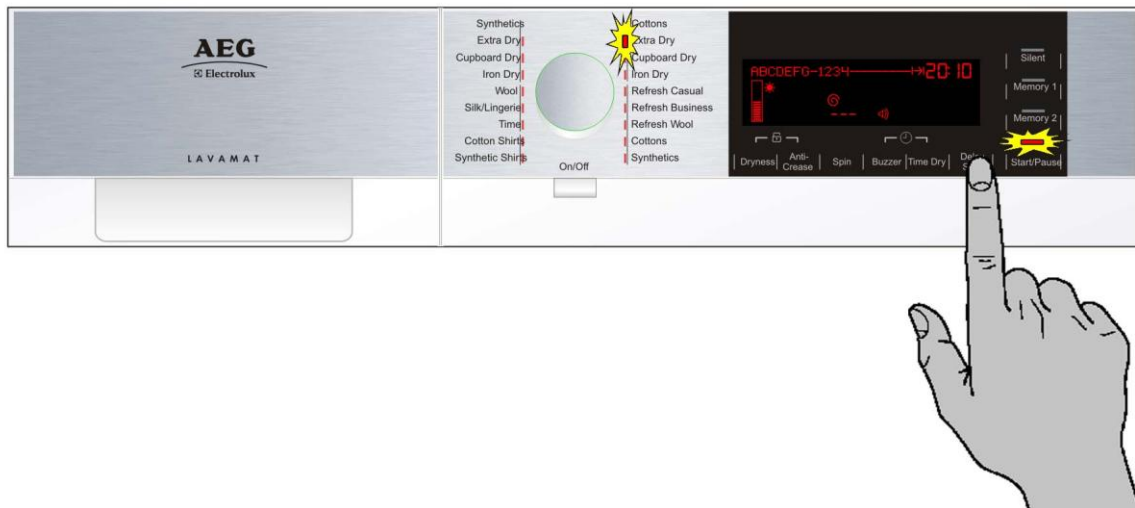 AEG
Electrolux
LAVAMAT
Synthetics
Extra Dry
Cupboard Dry
Iron Dry
Wool
Silk/Lingerie
Time
Cotton Shirts
Synthetic Shirts
On/Off
Cottons
Extra Dry
Cupboard Dry
Iron Dry
Refresh Casual
Refresh Business
Refresh Wool
Cottons
Synthetics
ABCDEFG-1234 20:10
Dryness
Anti-
Crease
Spin
Buzzer
Time Dry
Silent
Memory 1
Memory 2
Start/Pause